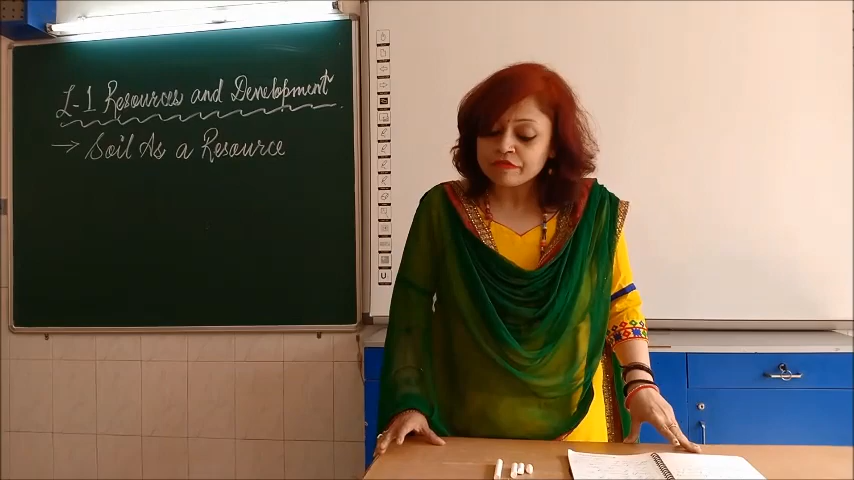 L-1 Resources and Development
→ Soil As a Resource